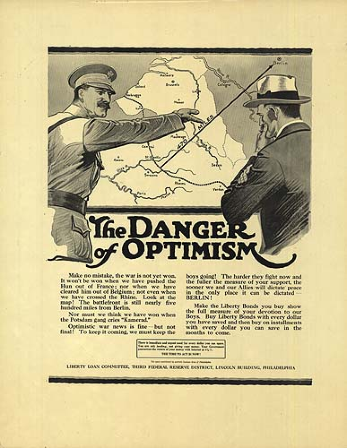 Berlin
Cologne
Brussels
Paris
The DANGER
of OPTIMISM
Make no mistake, the war is not yet won.
It won't be won when we have pushed the
Hun out of France; nor when we have
cleared him out of Belgium; not even when
we have crossed the Rhine. Look at the
map! The battlefront is still nearly five
hundred miles from Berlin.
Nor must we think we have won when
the Potsdam gang cries "Kamerad."
Optimistic war news is fine—but not
final! To keep it coming, we must keep the
boys going! The harder they fight now and
the fuller the measure of your support, the
sooner we and our Allies will dictate peace
in the only place it can be dictated—
BERLIN!
Make the Liberty Bonds you buy show
the full measure of your devotion to our
Boys. Buy Liberty Bonds with every dollar
you have saved and then buy on installments
with every dollar you can save in the
months to come.
THE TIME TO ACT IS NOW!
LIBERTY LOAN COMMITTEE, THIRD FEDERAL RESERVE DISTRICT, LINCOLN BUILDING, PHILADELPHIA